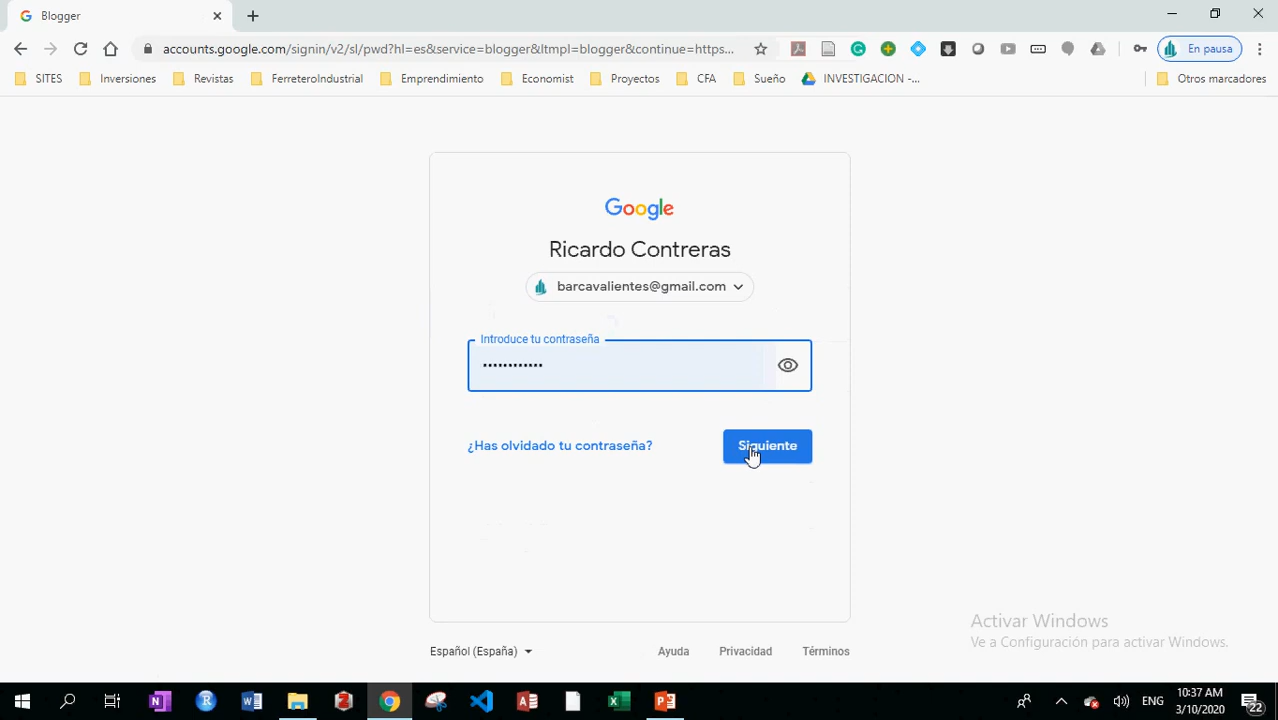 Blogger
accounts.google.com/signin/v2/sl/pwd?hl=es&service=blogger&ltmpl=blogger&continue=https...
En pausa
SITES
Inversiones
Revistas
FerreteroIndustrial
Emprendimiento
Economist
Proyectos
CFA
Sueño
INVESTIGACION -...
Otros marcadores
Google
Ricardo Contreras
barcavalientes@gmail.com
Introduce tu contraseña
••••••••••••
¿Has olvidado tu contraseña?
Siguiente
Activar Windows
Ve a Configuración para activar Windows.
Español (España)
Ayuda
Privacidad
Términos
ENG
10:37 AM
3/10/2020
22